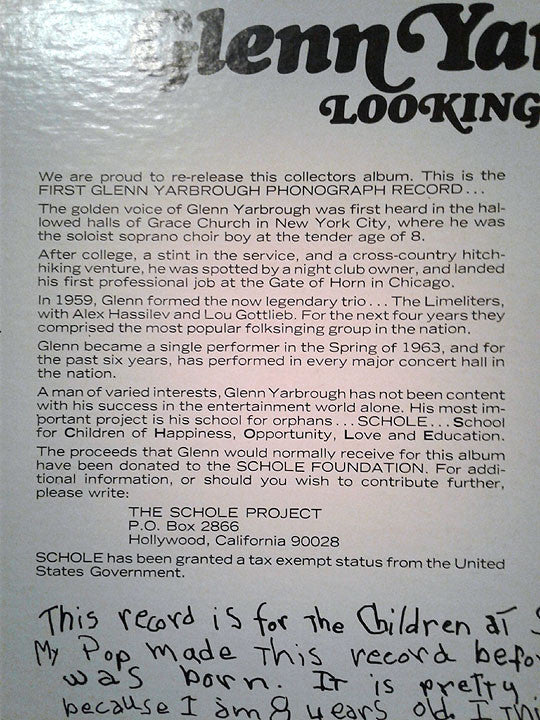 Glenn Ya
LOOKING
We are proud to re-release this collectors album. This is the
FIRST GLENN YARBROUGH PHONOGRAPH RECORD...
The golden voice of Glenn Yarbrough was first heard in the hal-
lowed halls of Grace Church in New York City, where he was
the soloist soprano choir boy at the tender age of 8.
After college, a stint in the service, and a cross-country hitch-
hiking venture, he was spotted by a night club owner, and landed
his first professional job at the Gate of Horn in Chicago.
In 1959, Glenn formed the now legendary trio... The Limeliters,
with Alex Hassilev and Lou Gottlieb. For the next four years they
comprised the most popular folksinging group in the nation.
Glenn became a single performer in the Spring of 1963, and for
the past six years, has performed in every major concert hall in
the nation.
A man of varied interests, Glenn Yarbrough has not been content
with his success in the entertainment world alone. His most im-
portant project is his school for orphans... SCHOLE... School
for Children of Happiness, Opportunity, Love and Education.
The proceeds that Glenn would normally receive for this album
have been donated to the SCHOLE FOUNDATION. For addi-
tional information, or should you wish to contribute further,
please write:
THE SCHOLE PROJECT
P.O. Box 2866
Hollywood, California 90028
SCHOLE has been granted a tax exempt status from the United
States Government.
This record is for the Children at S
My Pop made This record befo
was born. It is pretty
because I am 8 years old I Thi